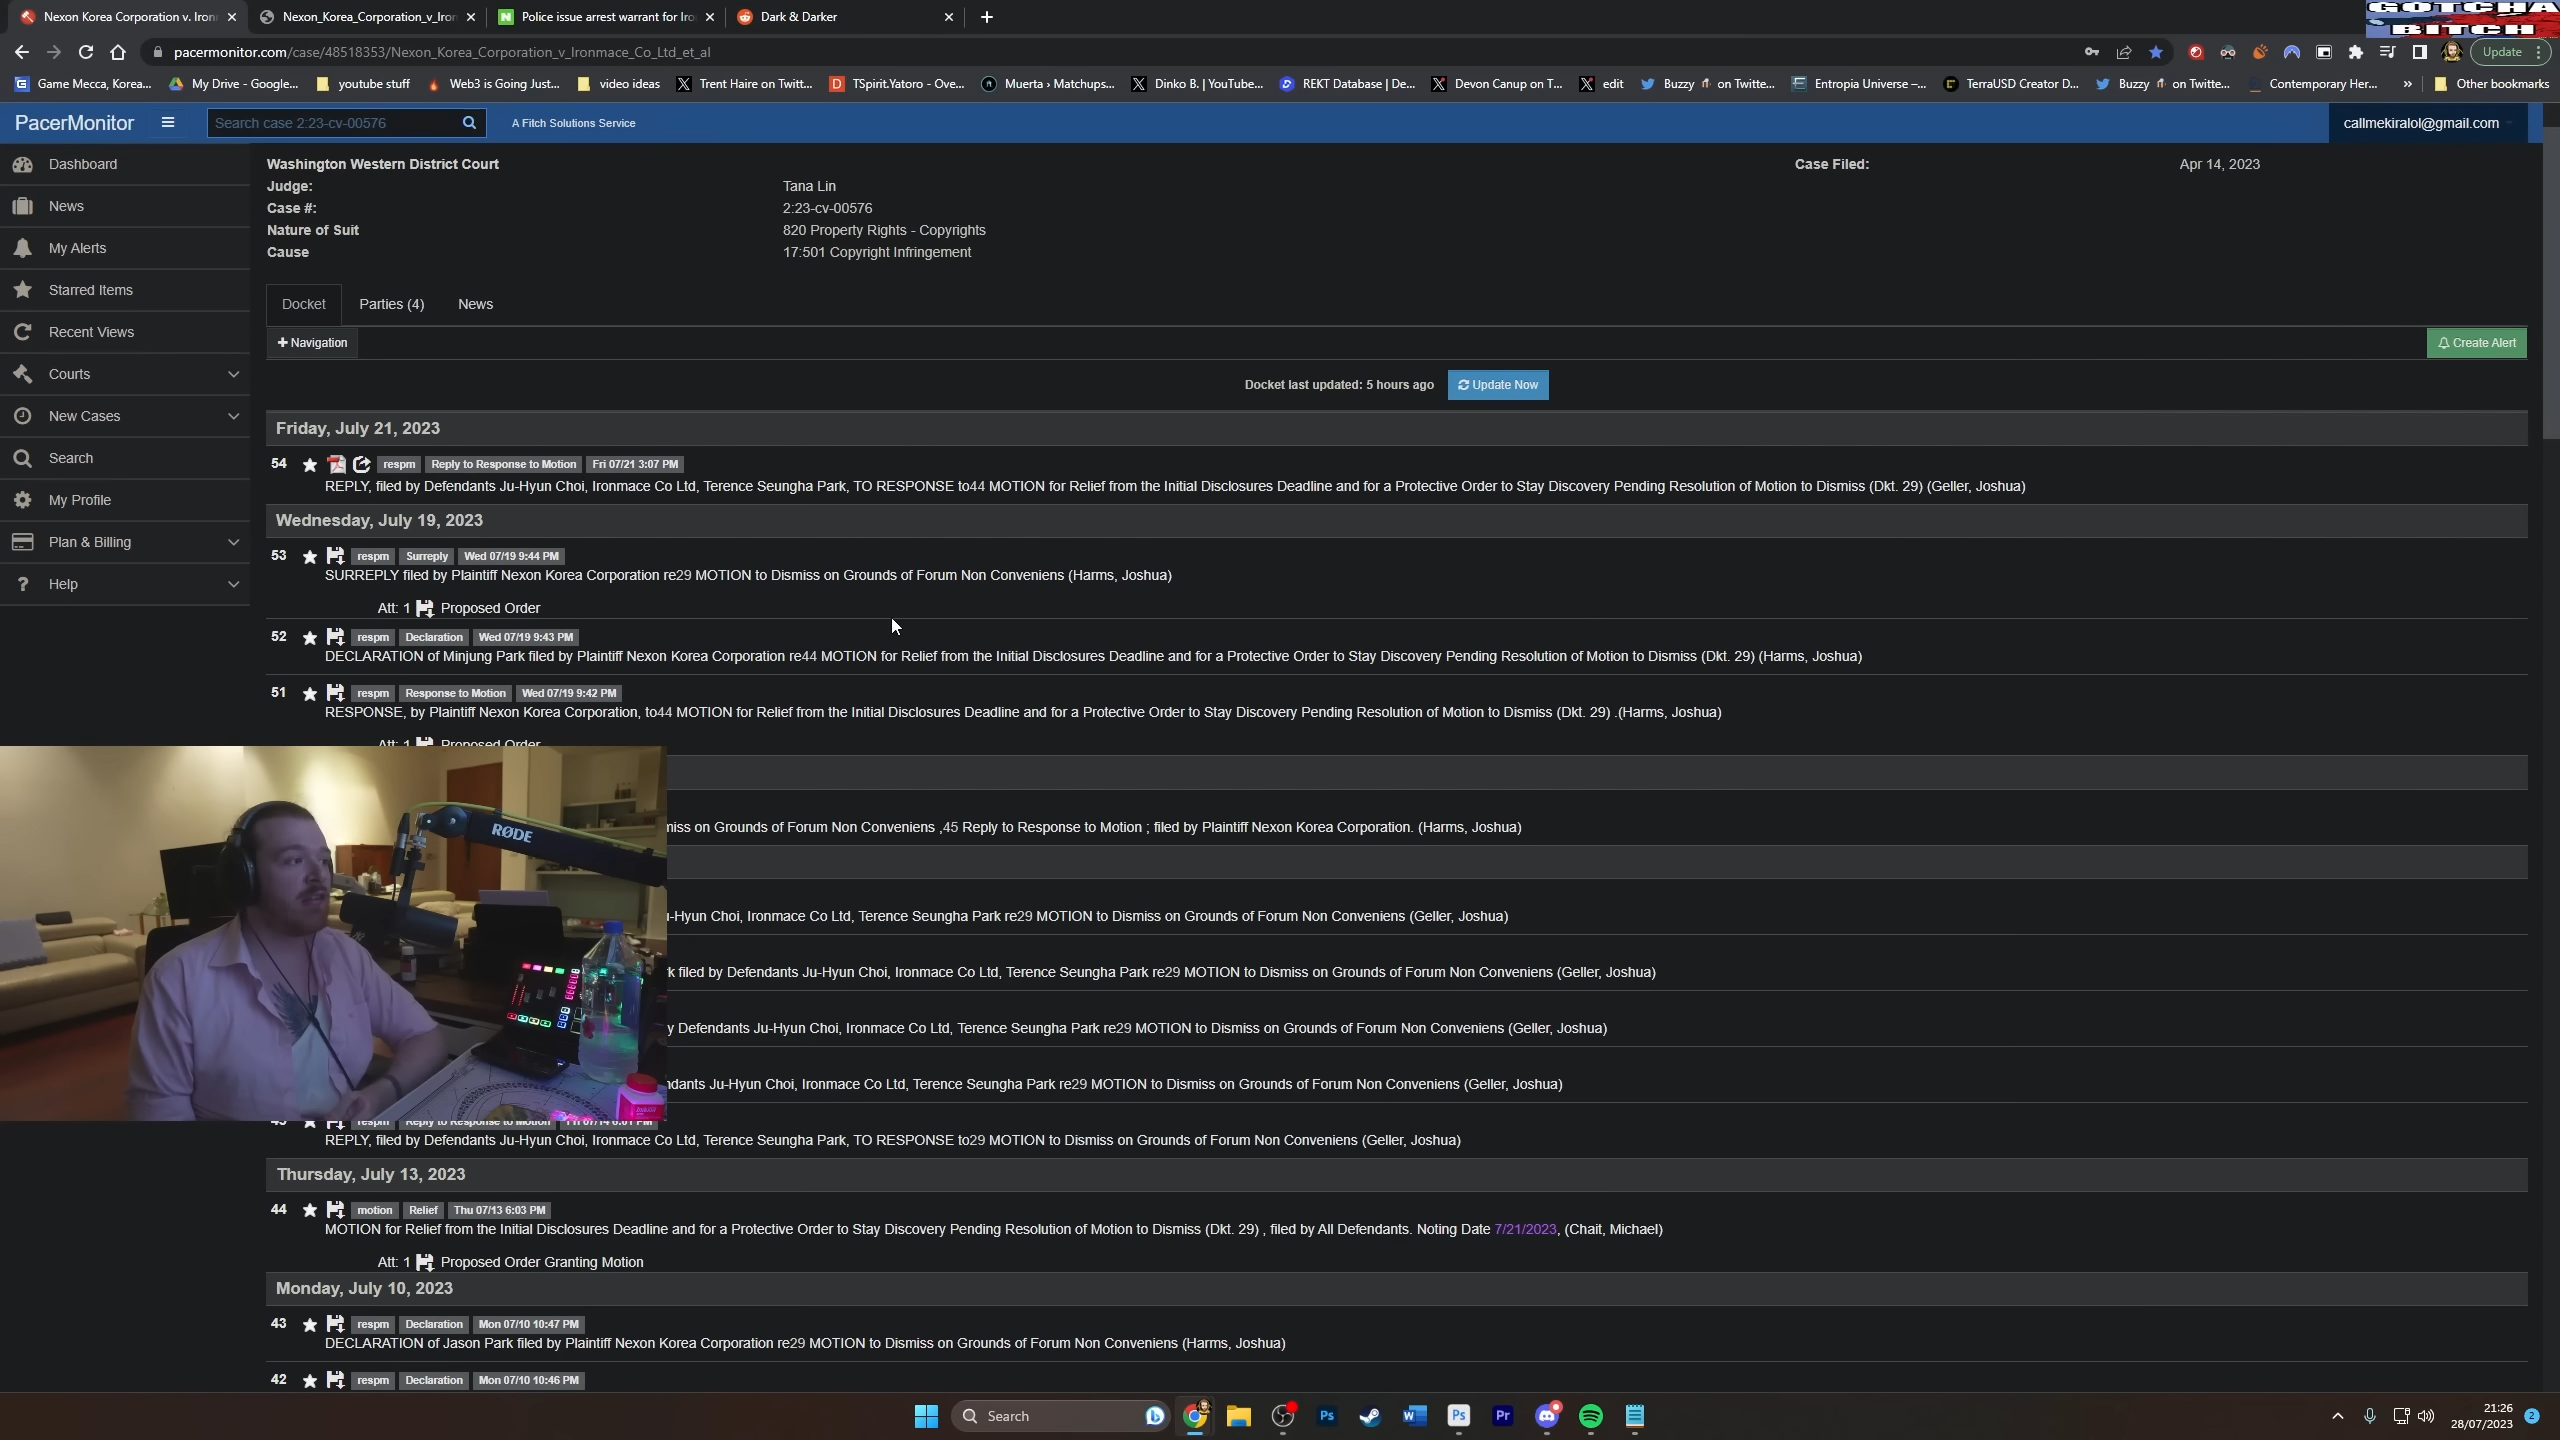 Nexon Korea Corporation v. Iron
Nexon_Korea_Corporation_v_Iron
Police issue arrest warrant for Iro
Dark & Darker
GOTCHA
BITCH
pacermonitor.com/case/48518353/Nexon_Korea_Corporation_v_Ironmace_Co_Ltd_et_al
Update
Game Mecca, Korea...
My Drive - Google...
youtube stuff
Web3 is Going Just...
video ideas
Trent Haire on Twitt...
TSpirit.Yatoro - Ove...
Muerta › Matchups...
Dinko B. | YouTube...
REKT Database | De...
Devon Canup on T...
edit
Buzzy on Twitte...
Entropia Universe –...
TerraUSD Creator D...
Buzzy on Twitte...
Contemporary Her...
»
Other bookmarks
PacerMonitor
Search case 2:23-cv-00576
A Fitch Solutions Service
callmekiralol@gmail.com
Dashboard
News
My Alerts
Starred Items
Recent Views
Courts
New Cases
Search
My Profile
Plan & Billing
? Help
Washington Western District Court
Case Filed: Apr 14, 2023
Judge: Tana Lin
Case #: 2:23-cv-00576
Nature of Suit 820 Property Rights - Copyrights
Cause 17:501 Copyright Infringement
Docket Parties (4) News
+ Navigation
Create Alert
Docket last updated: 5 hours ago Update Now
Friday, July 21, 2023
54 respm Reply to Response to Motion Fri 07/21 3:07 PM
REPLY, filed by Defendants Ju-Hyun Choi, Ironmace Co Ltd, Terence Seungha Park, TO RESPONSE to44 MOTION for Relief from the Initial Disclosures Deadline and for a Protective Order to Stay Discovery Pending Resolution of Motion to Dismiss (Dkt. 29) (Geller, Joshua)
Wednesday, July 19, 2023
53 respm Surreply Wed 07/19 9:44 PM
SURREPLY filed by Plaintiff Nexon Korea Corporation re29 MOTION to Dismiss on Grounds of Forum Non Conveniens (Harms, Joshua)
Att: 1 Proposed Order
52 respm Declaration Wed 07/19 9:43 PM
DECLARATION of Minjung Park filed by Plaintiff Nexon Korea Corporation re44 MOTION for Relief from the Initial Disclosures Deadline and for a Protective Order to Stay Discovery Pending Resolution of Motion to Dismiss (Dkt. 29) (Harms, Joshua)
51 respm Response to Motion Wed 07/19 9:42 PM
RESPONSE, by Plaintiff Nexon Korea Corporation, to44 MOTION for Relief from the Initial Disclosures Deadline and for a Protective Order to Stay Discovery Pending Resolution of Motion to Dismiss (Dkt. 29) .(Harms, Joshua)
Att: 1 Proposed Order
miss on Grounds of Forum Non Conveniens ,45 Reply to Response to Motion ; filed by Plaintiff Nexon Korea Corporation. (Harms, Joshua)
u-Hyun Choi, Ironmace Co Ltd, Terence Seungha Park re29 MOTION to Dismiss on Grounds of Forum Non Conveniens (Geller, Joshua)
k filed by Defendants Ju-Hyun Choi, Ironmace Co Ltd, Terence Seungha Park re29 MOTION to Dismiss on Grounds of Forum Non Conveniens (Geller, Joshua)
y Defendants Ju-Hyun Choi, Ironmace Co Ltd, Terence Seungha Park re29 MOTION to Dismiss on Grounds of Forum Non Conveniens (Geller, Joshua)
ndants Ju-Hyun Choi, Ironmace Co Ltd, Terence Seungha Park re29 MOTION to Dismiss on Grounds of Forum Non Conveniens (Geller, Joshua)
RØDE
45 respm Reply to Response to Motion Fri 07/14 6:01 PM
REPLY, filed by Defendants Ju-Hyun Choi, Ironmace Co Ltd, Terence Seungha Park, TO RESPONSE to29 MOTION to Dismiss on Grounds of Forum Non Conveniens (Geller, Joshua)
Thursday, July 13, 2023
44 motion Relief Thu 07/13 6:03 PM
MOTION for Relief from the Initial Disclosures Deadline and for a Protective Order to Stay Discovery Pending Resolution of Motion to Dismiss (Dkt. 29) , filed by All Defendants. Noting Date 7/21/2023, (Chait, Michael)
Att: 1 Proposed Order Granting Motion
Monday, July 10, 2023
43 respm Declaration Mon 07/10 10:47 PM
DECLARATION of Jason Park filed by Plaintiff Nexon Korea Corporation re29 MOTION to Dismiss on Grounds of Forum Non Conveniens (Harms, Joshua)
42 respm Declaration Mon 07/10 10:46 PM
Search
Ps
W
Ps
Pr
21:26
28/07/2023
2